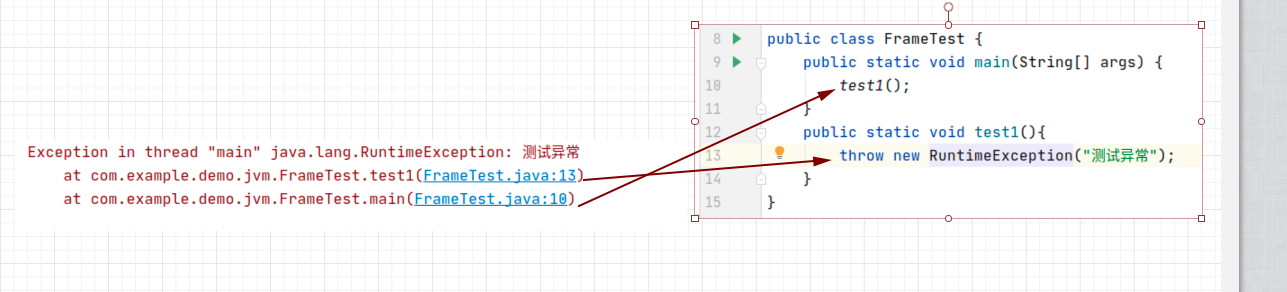 Exception in thread "main" java.lang.RuntimeException: 测试异常
at com.example.demo.jvm.FrameTest.test1(FrameTest.java:13)
at com.example.demo.jvm.FrameTest.main(FrameTest.java:10)
8 public class FrameTest {
9 public static void main(String[] args) {
10 test1();
11 }
12 public static void test1(){
13 throw new RuntimeException("测试异常");
14 }
15 }